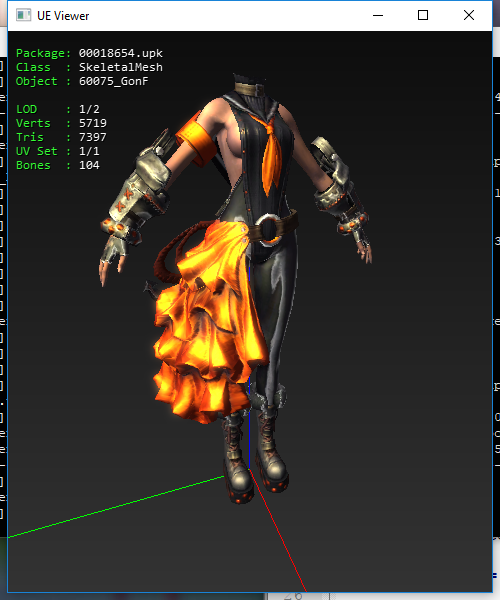 UE Viewer
Package: 00018654.upk
Class : SkeletalMesh
Object : 60075_GonF
LOD : 1/2
Verts : 5719
Tris : 7397
UV Set : 1/1
Bones : 104